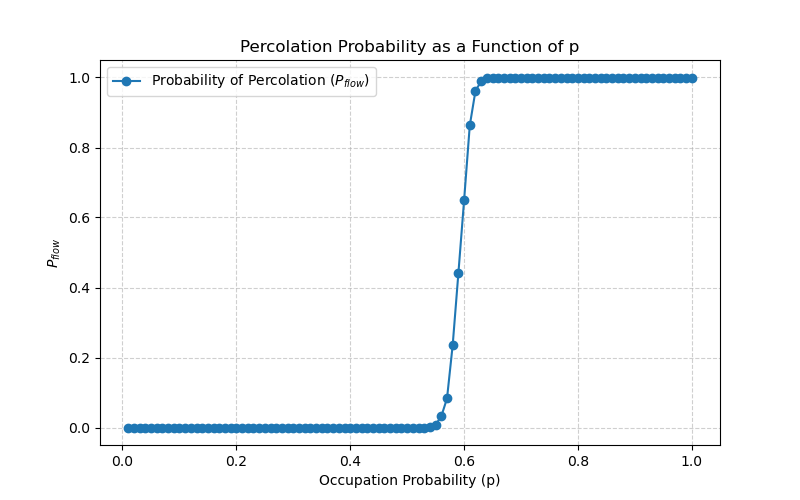 Percolation Probability as a Function of p
Probability of Percolation (P_flow)
1.0
0.8
0.6
0.4
0.2
0.0
P_flow
0.0 0.2 0.4 0.6 0.8 1.0
Occupation Probability (p)